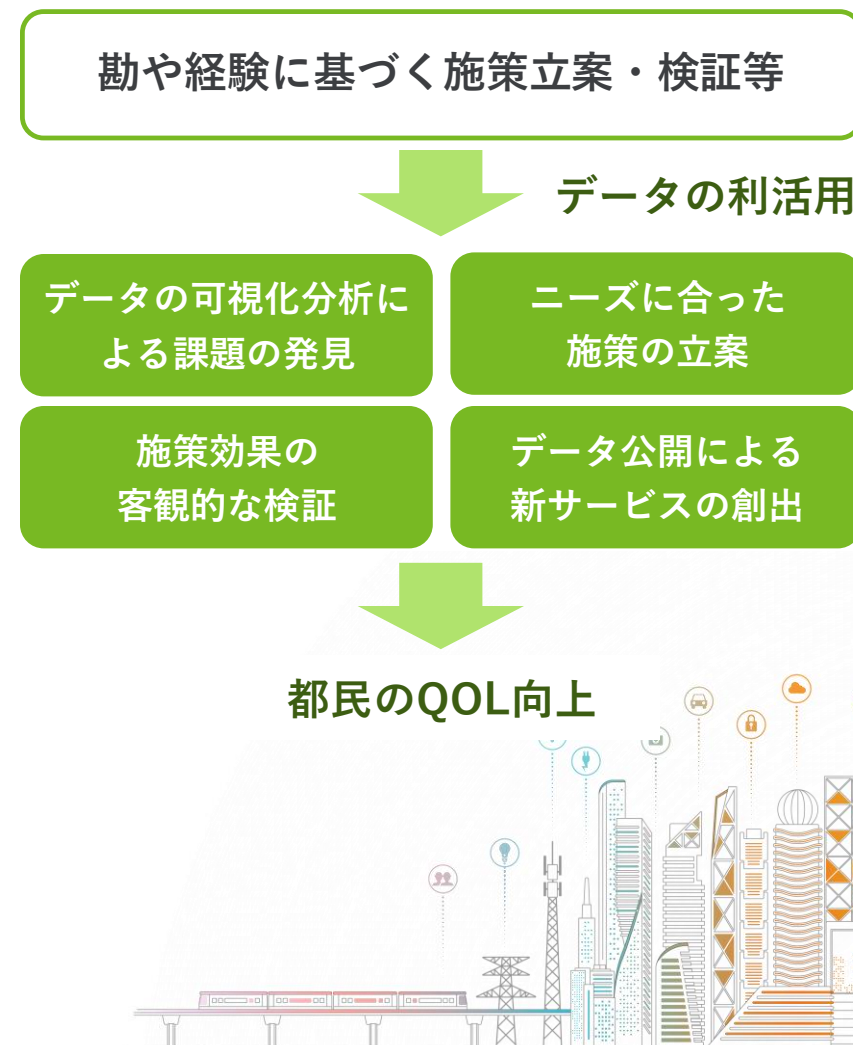 勘や経験に基づく施策立案・検証等
データの利活用
データの可視化分析に
よる課題の発見
ニーズに合った
施策の立案
施策効果の
客観的な検証
データ公開による
新サービスの創出
都民のQOL向上